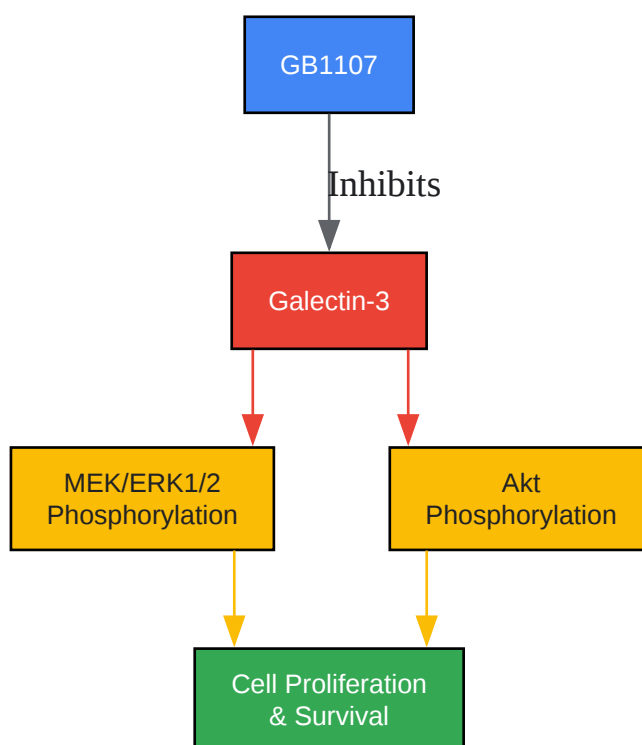 GB1107
Inhibits
Galectin-3
MEK/ERK1/2
Phosphorylation
Akt
Phosphorylation
Cell Proliferation
& Survival